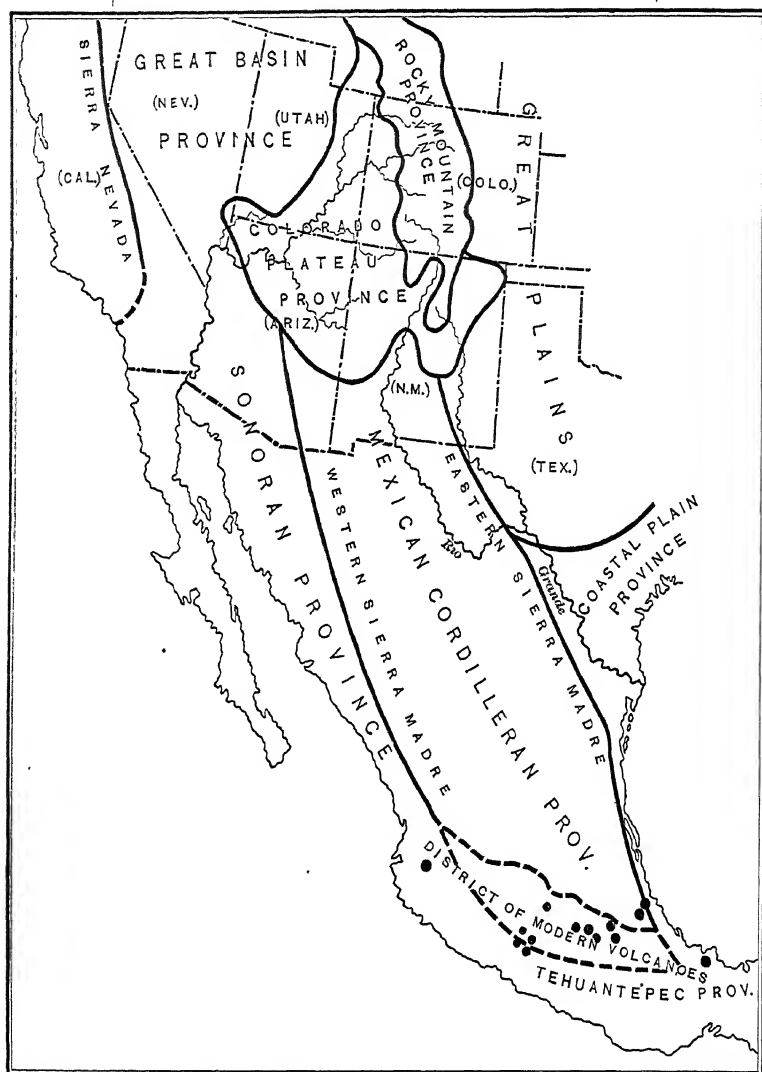 SIERRA NEVADA
GREAT BASIN
(NEV.)
(UTAH)
PROVINCE
ROCKY MOUNTAIN
PROVINCE
(CAL.)
(COLO.)
GREAT PLAINS
COLORADO
PLATEAU
PROVINCE
(ARIZ.)
(N.M.)
(TEX.)
SONORAN PROVINCE
WESTERN SIERRA MADRE
MEXICAN CORDILLERAN PROV.
EASTERN SIERRA MADRE
Rio
Grande
COASTAL PLAIN
PROVINCE
DISTRICT OF MODERN VOLCANOES
TEHUANTEPEC PROV.